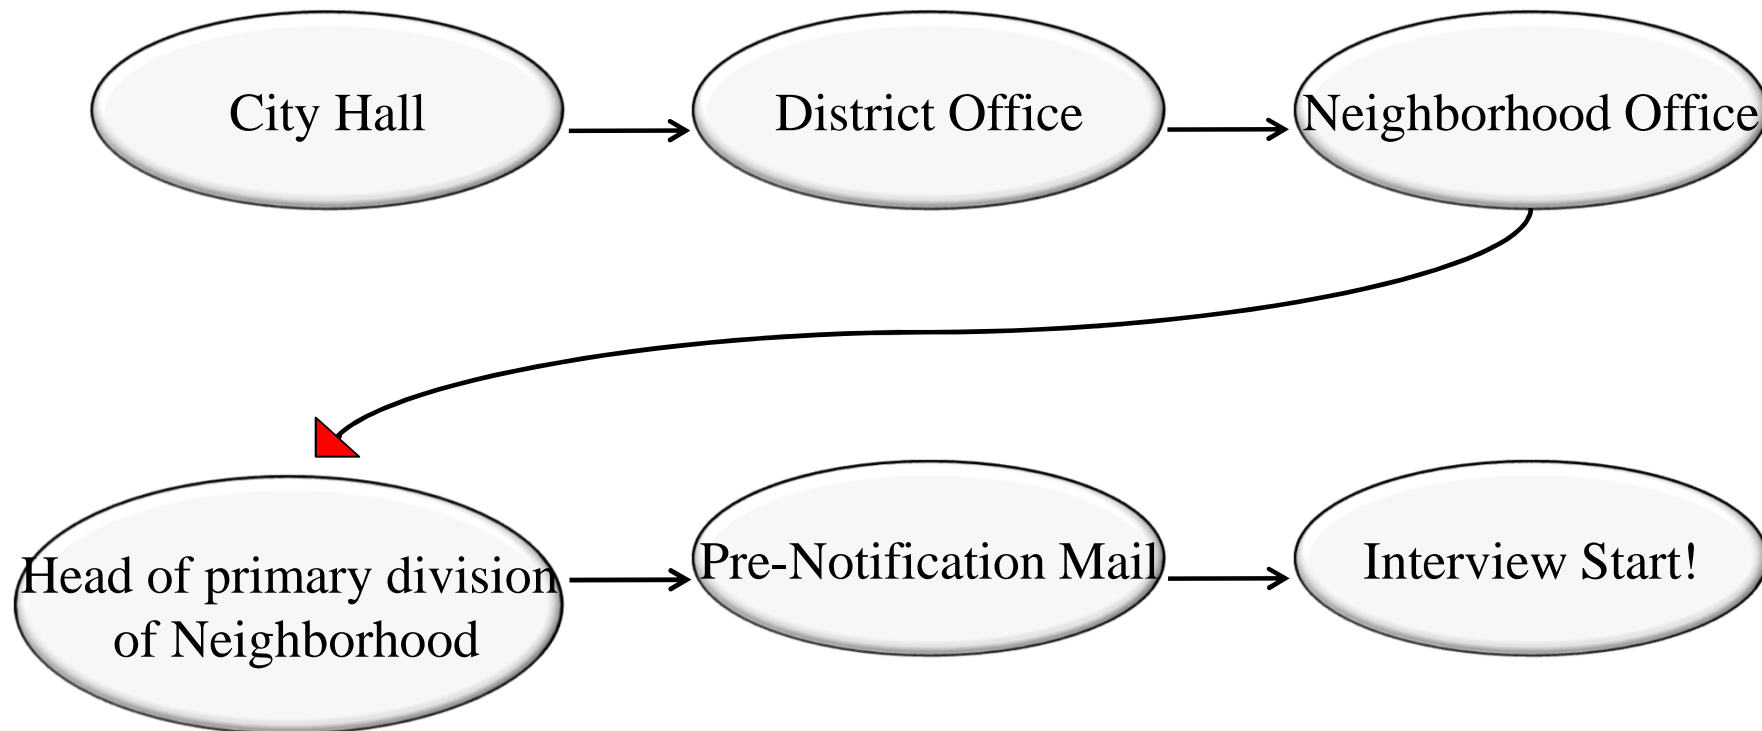 City Hall
District Office
Neighborhood Office
Head of primary division
of Neighborhood
Pre-Notification Mail
Interview Start!